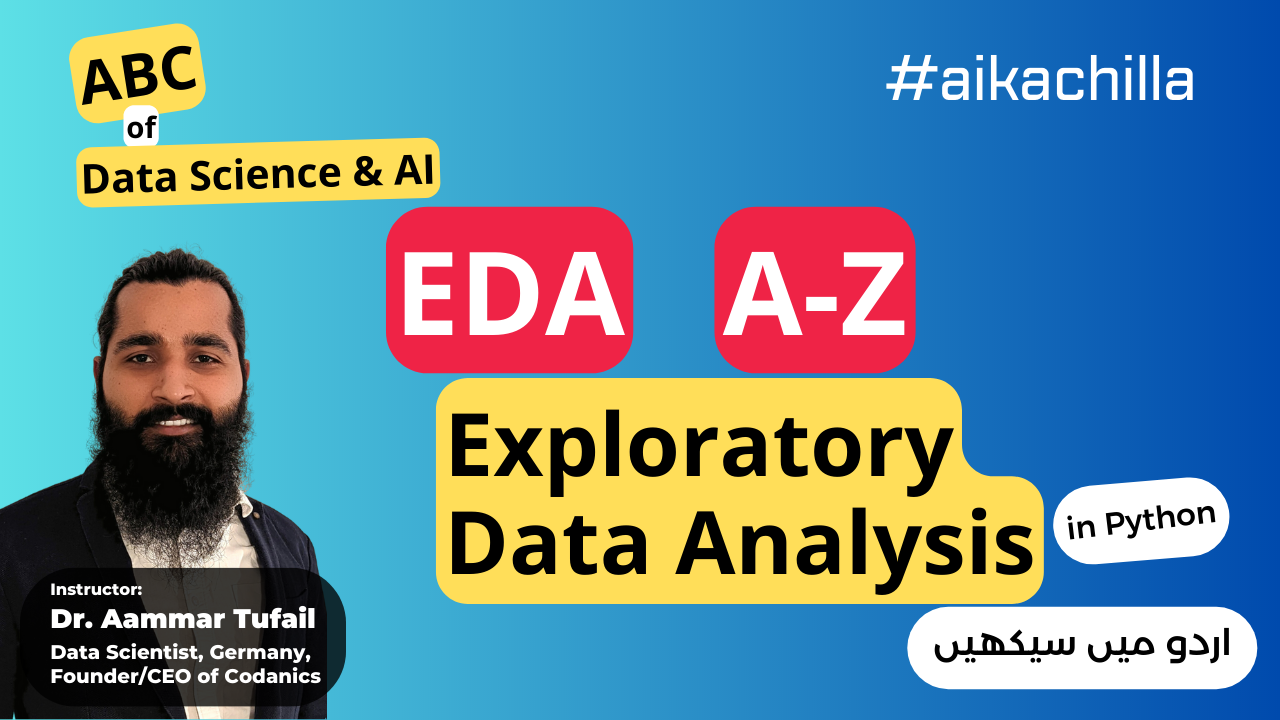 ABC
of
Data Science & AI
#aikachilla
EDA A-Z
Exploratory
Data Analysis
in Python
اردو میں سیکھیں
Instructor:
Dr. Aammar Tufail
Data Scientist, Germany,
Founder/CEO of Codanics